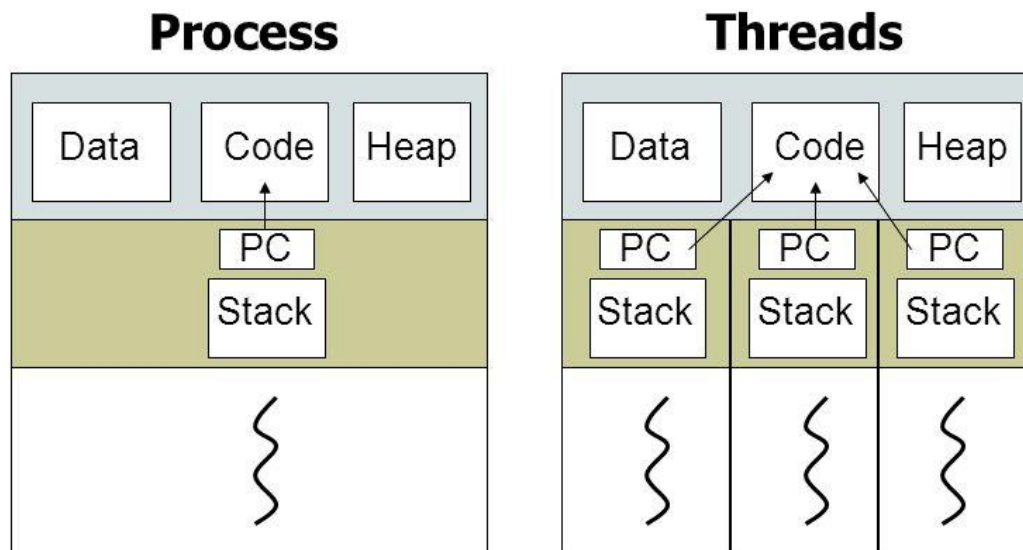 Process
Threads
Data Code Heap
PC
Stack
Data Code Heap
PC PC PC
Stack Stack Stack